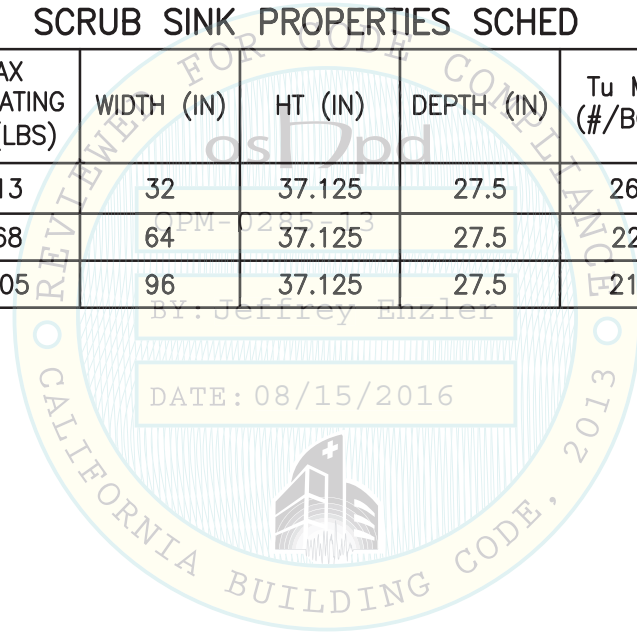 SCRUB SINK PROPERTIES SCHED
AX
ATING
(LBS)
WIDTH (IN)
HT (IN)
DEPTH (IN)
Tu M
(#/BO
13 32 37.125 27.5 26
68 64 37.125 27.5 22
05 96 37.125 27.5 21
REVIEWED FOR CODE COMPLIANCE
oshpd
OPM-0285-13
BY: Jeffrey Enzler
DATE: 08/15/2016
CALIFORNIA BUILDING CODE, 2013